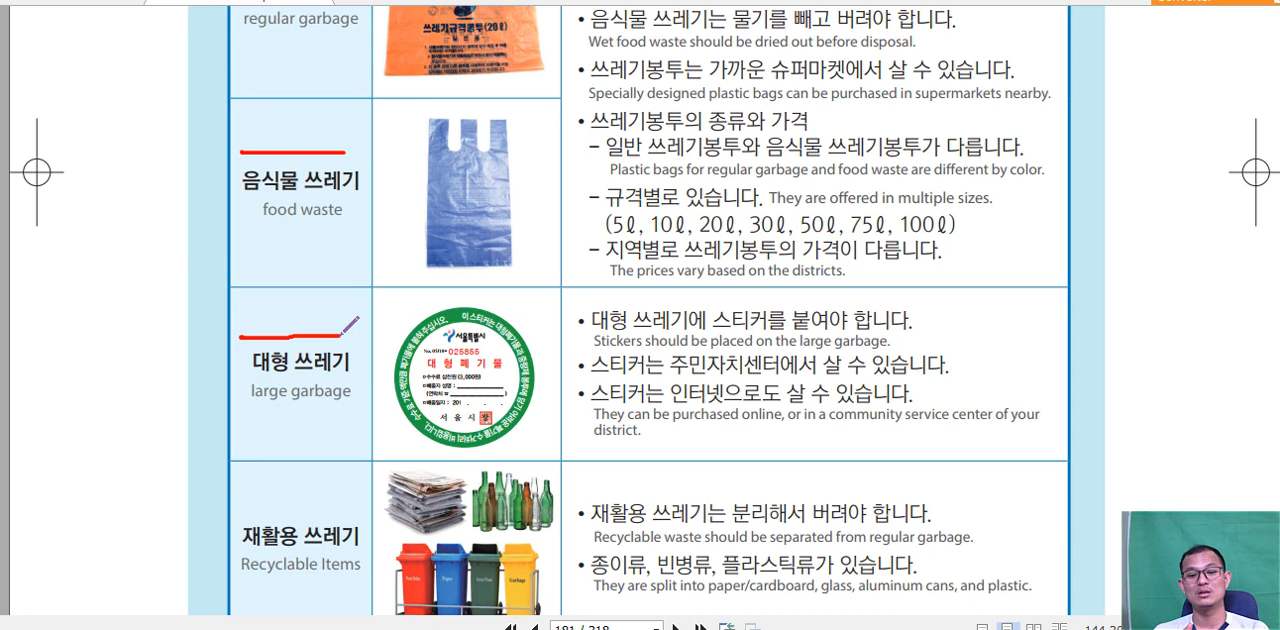 regular garbage
쓰레기규격봉투(20ℓ)
• 음식물 쓰레기는 물기를 빼고 버려야 합니다.
Wet food waste should be dried out before disposal.
• 쓰레기봉투는 가까운 슈퍼마켓에서 살 수 있습니다.
Specially designed plastic bags can be purchased in supermarkets nearby.
• 쓰레기봉투의 종류와 가격
– 일반 쓰레기봉투와 음식물 쓰레기봉투가 다릅니다.
Plastic bags for regular garbage and food waste are different by color.
– 규격별로 있습니다. They are offered in multiple sizes.
(5ℓ, 10ℓ, 20ℓ, 30ℓ, 50ℓ, 75ℓ, 100ℓ)
– 지역별로 쓰레기봉투의 가격이 다릅니다.
The prices vary based on the districts.
음식물 쓰레기
food waste
대형 쓰레기
large garbage
서울특별시
025855
대 형 폐 기 물
서 울 시 장
• 대형 쓰레기에 스티커를 붙여야 합니다.
Stickers should be placed on the large garbage.
• 스티커는 주민자치센터에서 살 수 있습니다.
• 스티커는 인터넷으로도 살 수 있습니다.
They can be purchased online, or in a community service center of your
district.
재활용 쓰레기
Recyclable Items
• 재활용 쓰레기는 분리해서 버려야 합니다.
Recyclable waste should be separated from regular garbage.
• 종이류, 빈병류, 플라스틱류가 있습니다.
They are split into paper/cardboard, glass, aluminum cans, and plastic.
181 / 318